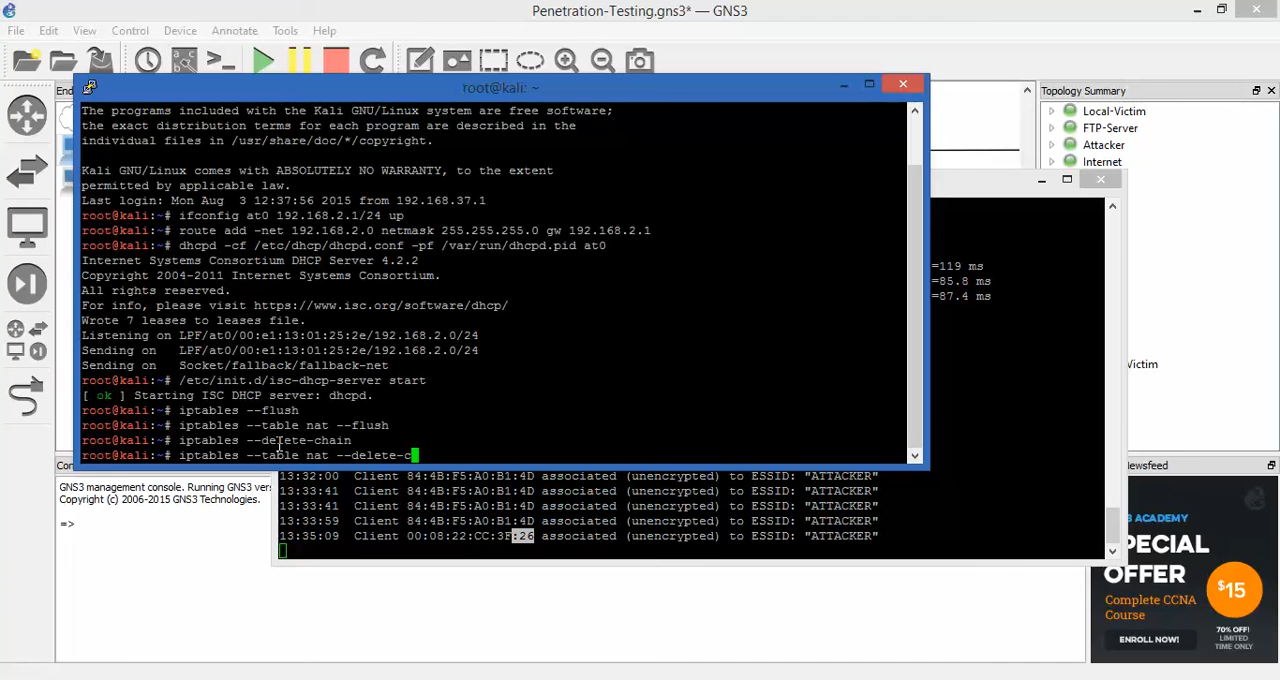 Penetration-Testing.gns3* — GNS3
File Edit View Control Device Annotate Tools Help
root@kali: ~
The programs included with the Kali GNU/Linux system are free software;
the exact distribution terms for each program are described in the
individual files in /usr/share/doc/*/copyright.
Kali GNU/Linux comes with ABSOLUTELY NO WARRANTY, to the extent
permitted by applicable law.
Last login: Mon Aug  3 12:37:56 2015 from 192.168.37.1
root@kali:~# ifconfig at0 192.168.2.1/24 up
root@kali:~# route add -net 192.168.2.0 netmask 255.255.255.0 gw 192.168.2.1
root@kali:~# dhcpd -cf /etc/dhcp/dhcpd.conf -pf /var/run/dhcpd.pid at0
Internet Systems Consortium DHCP Server 4.2.2
Copyright 2004-2011 Internet Systems Consortium.
All rights reserved.
For info, please visit https://www.isc.org/software/dhcp/
Wrote 7 leases to leases file.
Listening on LPF/at0/00:e1:13:01:25:2e/192.168.2.0/24
Sending on   LPF/at0/00:e1:13:01:25:2e/192.168.2.0/24
Sending on   Socket/fallback/fallback-net
root@kali:~# /etc/init.d/isc-dhcp-server start
[ ok ] Starting ISC DHCP server: dhcpd.
root@kali:~# iptables --flush
root@kali:~# iptables --table nat --flush
root@kali:~# iptables --delete-chain
root@kali:~# iptables --table nat --delete-c
=119 ms
=85.8 ms
=87.4 ms
13:32:00  Client 84:4B:F5:A0:B1:4D associated (unencrypted) to ESSID: "ATTACKER"
13:33:41  Client 84:4B:F5:A0:B1:4D associated (unencrypted) to ESSID: "ATTACKER"
13:33:41  Client 84:4B:F5:A0:B1:4D associated (unencrypted) to ESSID: "ATTACKER"
13:33:59  Client 84:4B:F5:A0:B1:4D associated (unencrypted) to ESSID: "ATTACKER"
13:35:09  Client 00:08:22:CC:3F:26 associated (unencrypted) to ESSID: "ATTACKER"
GNS3 management console. Running GNS3 vers
Copyright (c) 2006-2015 GNS3 Technologies.
=>
Topology Summary
Local-Victim
FTP-Server
Attacker
Internet
Victim
ewsfeed
ACADEMY
PECIAL
OFFER
$15
Complete CCNA
Course
ENROLL NOW!
70% OFF!
LIMITED
TIME ONLY